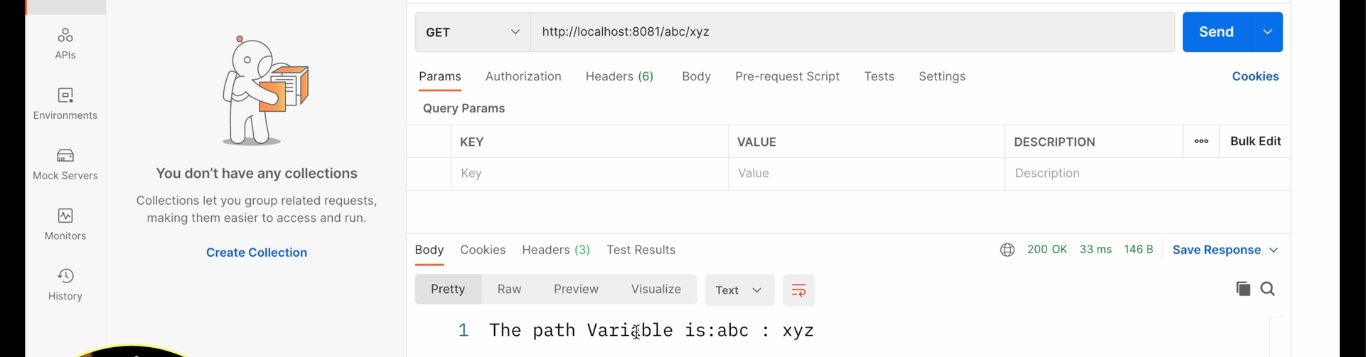 APIs
Environments
Mock Servers
Monitors
History
You don't have any collections
Collections let you group related requests,
making them easier to access and run.
Create Collection
GET http://localhost:8081/abc/xyz Send
Params Authorization Headers (6) Body Pre-request Script Tests Settings Cookies
Query Params
KEY VALUE DESCRIPTION ooo Bulk Edit
Key Value Description
Body Cookies Headers (3) Test Results 200 OK 33 ms 146 B Save Response
Pretty Raw Preview Visualize Text
1 The path Variable is:abc : xyz